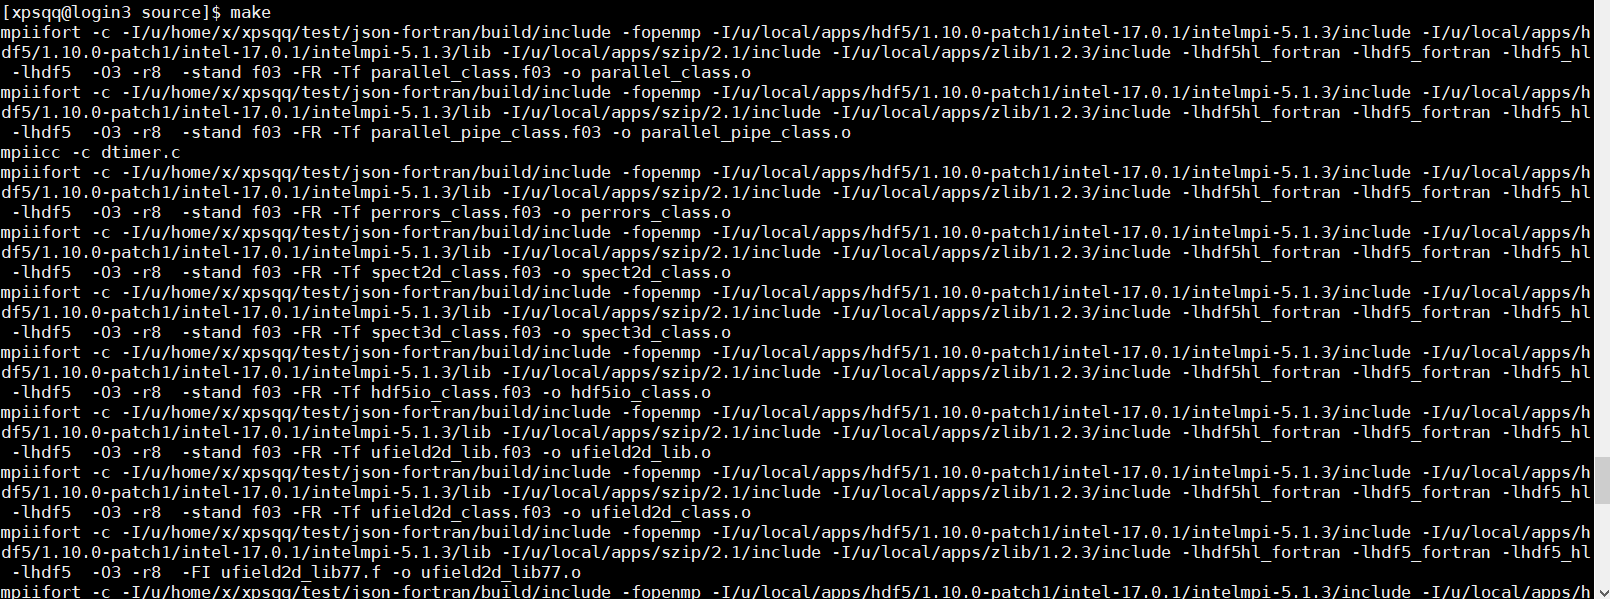 [xpsqq@login3 source]$ make
mpiifort -c -I/u/home/x/xpsqq/test/json-fortran/build/include -fopenmp -I/u/local/apps/hdf5/1.10.0-patch1/intel-17.0.1/intelmpi-5.1.3/include -I/u/local/apps/h
df5/1.10.0-patch1/intel-17.0.1/intelmpi-5.1.3/lib -I/u/local/apps/szip/2.1/include -I/u/local/apps/zlib/1.2.3/include -lhdf5hl_fortran -lhdf5_fortran -lhdf5_hl
 -lhdf5  -O3 -r8  -stand f03 -FR -Tf parallel_class.f03 -o parallel_class.o
mpiifort -c -I/u/home/x/xpsqq/test/json-fortran/build/include -fopenmp -I/u/local/apps/hdf5/1.10.0-patch1/intel-17.0.1/intelmpi-5.1.3/include -I/u/local/apps/h
df5/1.10.0-patch1/intel-17.0.1/intelmpi-5.1.3/lib -I/u/local/apps/szip/2.1/include -I/u/local/apps/zlib/1.2.3/include -lhdf5hl_fortran -lhdf5_fortran -lhdf5_hl
 -lhdf5  -O3 -r8  -stand f03 -FR -Tf parallel_pipe_class.f03 -o parallel_pipe_class.o
mpiicc -c dtimer.c
mpiifort -c -I/u/home/x/xpsqq/test/json-fortran/build/include -fopenmp -I/u/local/apps/hdf5/1.10.0-patch1/intel-17.0.1/intelmpi-5.1.3/include -I/u/local/apps/h
df5/1.10.0-patch1/intel-17.0.1/intelmpi-5.1.3/lib -I/u/local/apps/szip/2.1/include -I/u/local/apps/zlib/1.2.3/include -lhdf5hl_fortran -lhdf5_fortran -lhdf5_hl
 -lhdf5  -O3 -r8  -stand f03 -FR -Tf perrors_class.f03 -o perrors_class.o
mpiifort -c -I/u/home/x/xpsqq/test/json-fortran/build/include -fopenmp -I/u/local/apps/hdf5/1.10.0-patch1/intel-17.0.1/intelmpi-5.1.3/include -I/u/local/apps/h
df5/1.10.0-patch1/intel-17.0.1/intelmpi-5.1.3/lib -I/u/local/apps/szip/2.1/include -I/u/local/apps/zlib/1.2.3/include -lhdf5hl_fortran -lhdf5_fortran -lhdf5_hl
 -lhdf5  -O3 -r8  -stand f03 -FR -Tf spect2d_class.f03 -o spect2d_class.o
mpiifort -c -I/u/home/x/xpsqq/test/json-fortran/build/include -fopenmp -I/u/local/apps/hdf5/1.10.0-patch1/intel-17.0.1/intelmpi-5.1.3/include -I/u/local/apps/h
df5/1.10.0-patch1/intel-17.0.1/intelmpi-5.1.3/lib -I/u/local/apps/szip/2.1/include -I/u/local/apps/zlib/1.2.3/include -lhdf5hl_fortran -lhdf5_fortran -lhdf5_hl
 -lhdf5  -O3 -r8  -stand f03 -FR -Tf spect3d_class.f03 -o spect3d_class.o
mpiifort -c -I/u/home/x/xpsqq/test/json-fortran/build/include -fopenmp -I/u/local/apps/hdf5/1.10.0-patch1/intel-17.0.1/intelmpi-5.1.3/include -I/u/local/apps/h
df5/1.10.0-patch1/intel-17.0.1/intelmpi-5.1.3/lib -I/u/local/apps/szip/2.1/include -I/u/local/apps/zlib/1.2.3/include -lhdf5hl_fortran -lhdf5_fortran -lhdf5_hl
 -lhdf5  -O3 -r8  -stand f03 -FR -Tf hdf5io_class.f03 -o hdf5io_class.o
mpiifort -c -I/u/home/x/xpsqq/test/json-fortran/build/include -fopenmp -I/u/local/apps/hdf5/1.10.0-patch1/intel-17.0.1/intelmpi-5.1.3/include -I/u/local/apps/h
df5/1.10.0-patch1/intel-17.0.1/intelmpi-5.1.3/lib -I/u/local/apps/szip/2.1/include -I/u/local/apps/zlib/1.2.3/include -lhdf5hl_fortran -lhdf5_fortran -lhdf5_hl
 -lhdf5  -O3 -r8  -stand f03 -FR -Tf ufield2d_lib.f03 -o ufield2d_lib.o
mpiifort -c -I/u/home/x/xpsqq/test/json-fortran/build/include -fopenmp -I/u/local/apps/hdf5/1.10.0-patch1/intel-17.0.1/intelmpi-5.1.3/include -I/u/local/apps/h
df5/1.10.0-patch1/intel-17.0.1/intelmpi-5.1.3/lib -I/u/local/apps/szip/2.1/include -I/u/local/apps/zlib/1.2.3/include -lhdf5hl_fortran -lhdf5_fortran -lhdf5_hl
 -lhdf5  -O3 -r8  -stand f03 -FR -Tf ufield2d_class.f03 -o ufield2d_class.o
mpiifort -c -I/u/home/x/xpsqq/test/json-fortran/build/include -fopenmp -I/u/local/apps/hdf5/1.10.0-patch1/intel-17.0.1/intelmpi-5.1.3/include -I/u/local/apps/h
df5/1.10.0-patch1/intel-17.0.1/intelmpi-5.1.3/lib -I/u/local/apps/szip/2.1/include -I/u/local/apps/zlib/1.2.3/include -lhdf5hl_fortran -lhdf5_fortran -lhdf5_hl
 -lhdf5  -O3 -r8  -FI ufield2d_lib77.f -o ufield2d_lib77.o
mpiifort -c -I/u/home/x/xpsqq/test/json-fortran/build/include -fopenmp -I/u/local/apps/hdf5/1.10.0-patch1/intel-17.0.1/intelmpi-5.1.3/include -I/u/local/apps/h